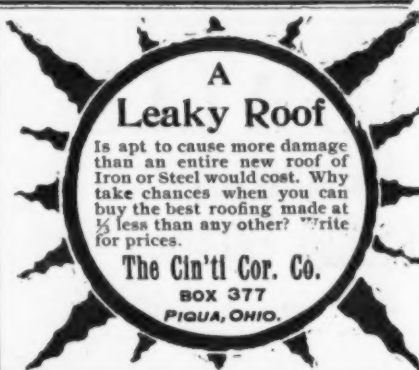 A
Leaky Roof
Is apt to cause more damage
than an entire new roof of
Iron or Steel would cost. Why
take chances when you can
buy the best roofing made at
⅓ less than any other? Write
for prices.
The Cin'ti Cor. Co.
BOX 377
PIQUA, OHIO.